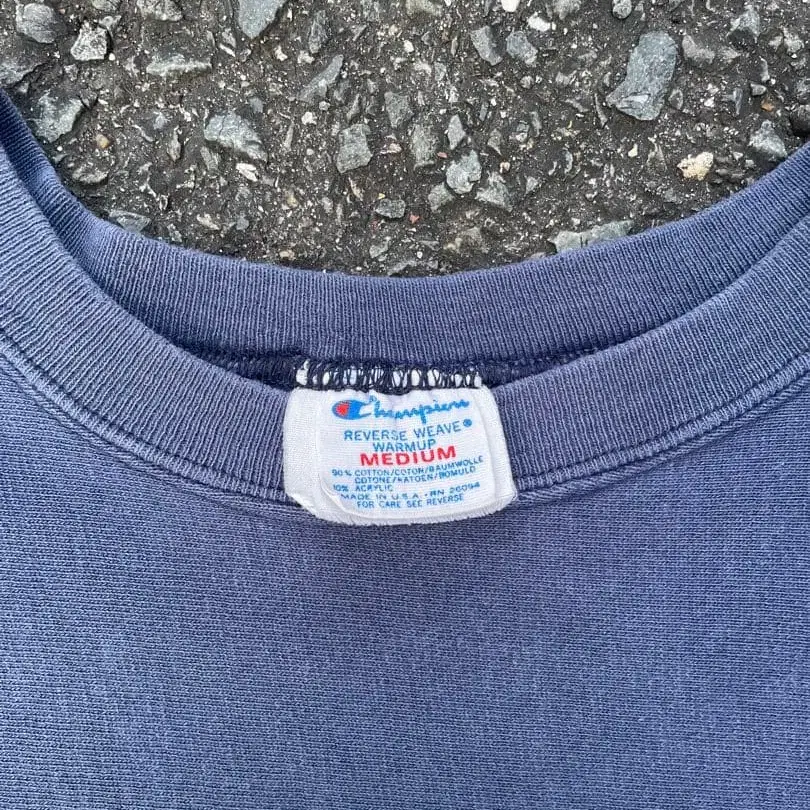 Champion
REVERSE WEAVE®
WARMUP
MEDIUM
90% COTTON/COTON/BAUMWOLLE
COTONE/KATOEN/BOMULD
10% ACRYLIC
MADE IN U.S.A. · RN 26094
FOR CARE SEE REVERSE